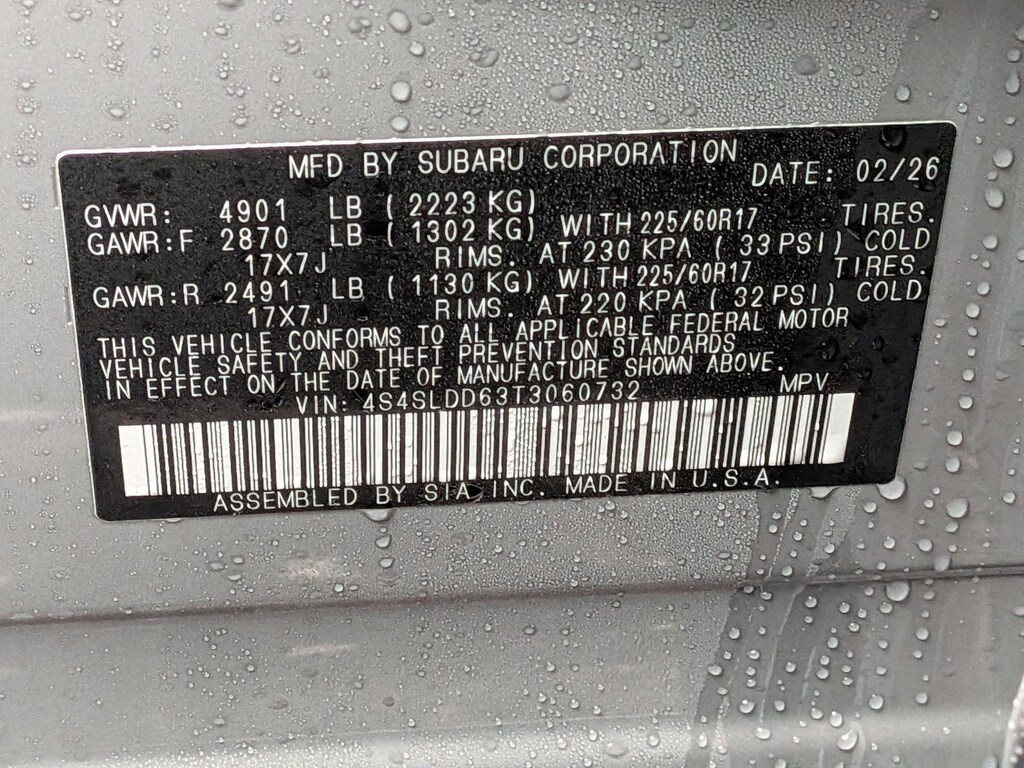 MFD BY SUBARU CORPORATION DATE: 02/26
GVWR: 4901 LB ( 2223 KG)
GAWR:F 2870 LB ( 1302 KG) WITH 225/60R17 TIRES.
17X7J RIMS. AT 230 KPA ( 33 PSI) COLD
GAWR:R 2491 LB ( 1130 KG) WITH 225/60R17 TIRES.
17X7J RIMS. AT 220 KPA ( 32 PSI) COLD
THIS VEHICLE CONFORMS TO ALL APPLICABLE FEDERAL MOTOR
VEHICLE SAFETY AND THEFT PREVENTION STANDARDS
IN EFFECT ON THE DATE OF MANUFACTURE SHOWN ABOVE.
VIN: 4S4SLDD63T3060732 MPV
ASSEMBLED BY SIA, INC. MADE IN U.S.A.